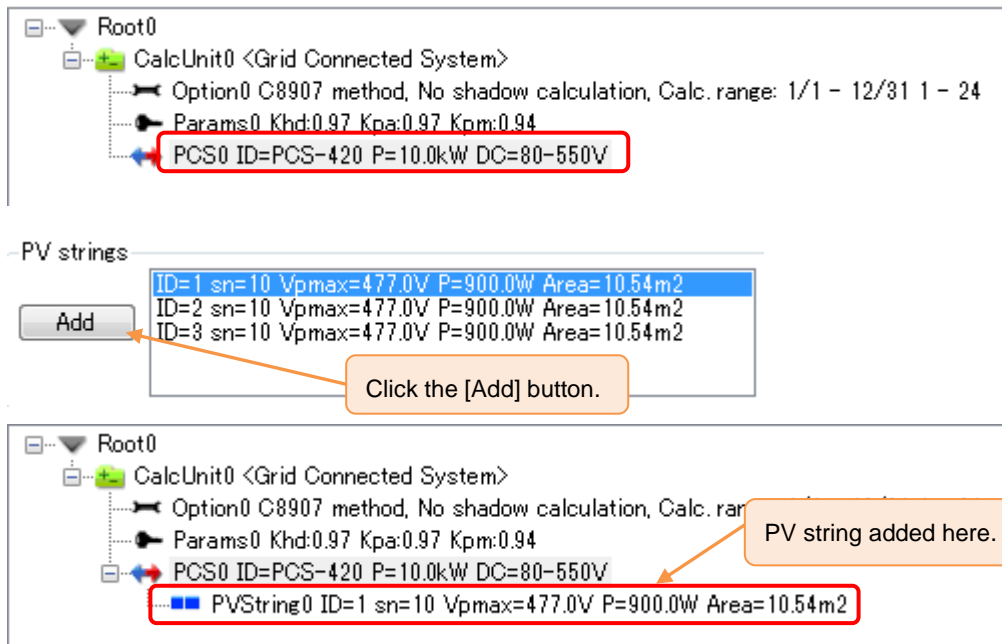 Root0
CalcUnit0 <Grid Connected System>
Option0 C8907 method, No shadow calculation, Calc. range: 1/1 - 12/31 1 - 24
Params0 Khd:0.97 Kpa:0.97 Kpm:0.94
PCS0 ID=PCS-420 P=10.0kW DC=80-550V
PV strings
ID=1 sn=10 Vpmax=477.0V P=900.0W Area=10.54m2
ID=2 sn=10 Vpmax=477.0V P=900.0W Area=10.54m2
Add
ID=3 sn=10 Vpmax=477.0V P=900.0W Area=10.54m2
Click the [Add] button.
Root0
CalcUnit0 <Grid Connected System>
Option0 C8907 method, No shadow calculation, Calc.
PV string added here.
Params0 Khd:0.97 Kpa:0.97 Kpm:0.94
PCS0 ID=PCS-420 P=10.0kW DC=80-550V
PVString0 ID=1 sn=10 Vpmax=477.0V P=900.0W Area=10.54m2